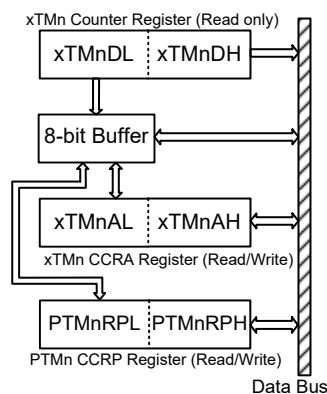 xTMn Counter Register (Read only)
xTMnDL xTMnDH
8-bit Buffer
xTMnAL xTMnAH
xTMn CCRA Register (Read/Write)
PTMnRPL PTMnRPH
PTMn CCRP Register (Read/Write)
Data Bus